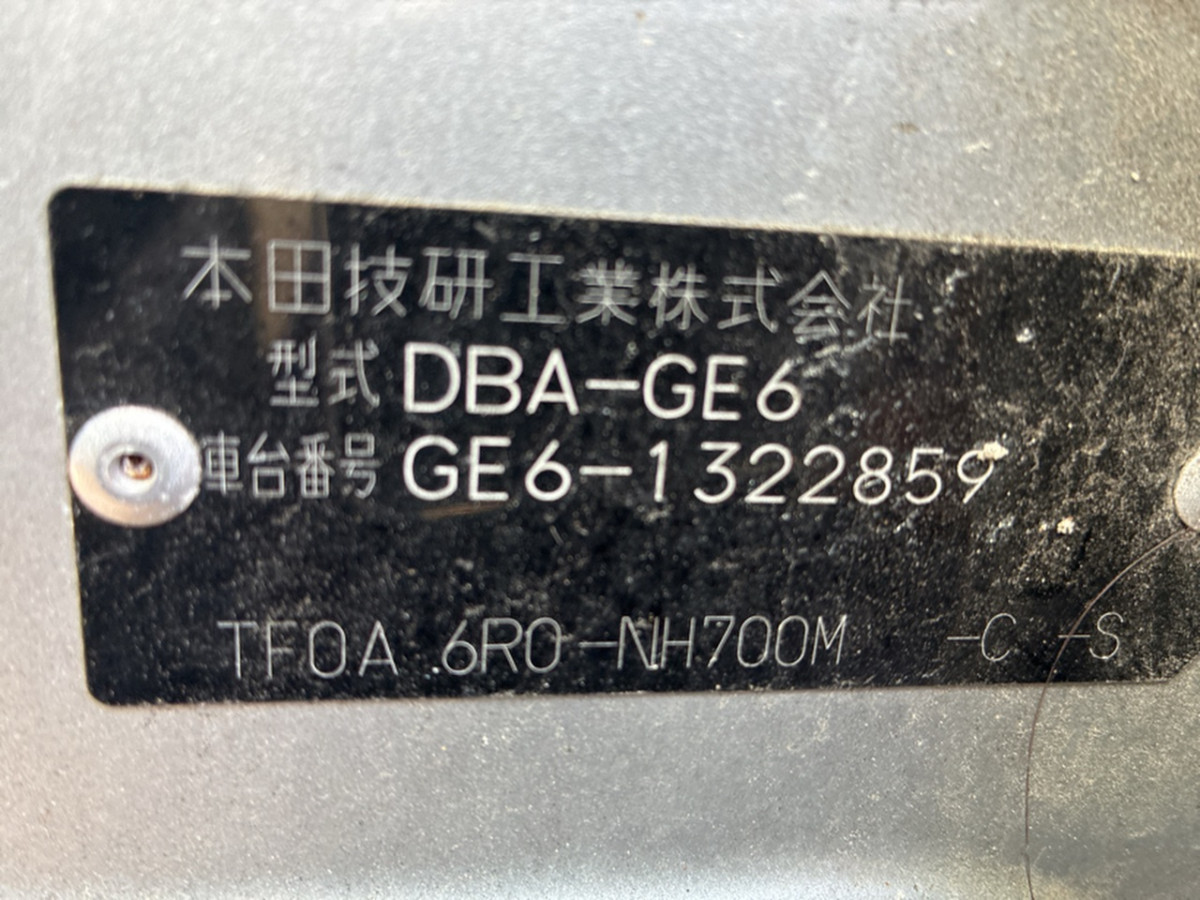 本田技研工業株式会社
型式 DBA-GE6
車台番号 GE6-1322859
TF0A 6R0-NH700M -C -S